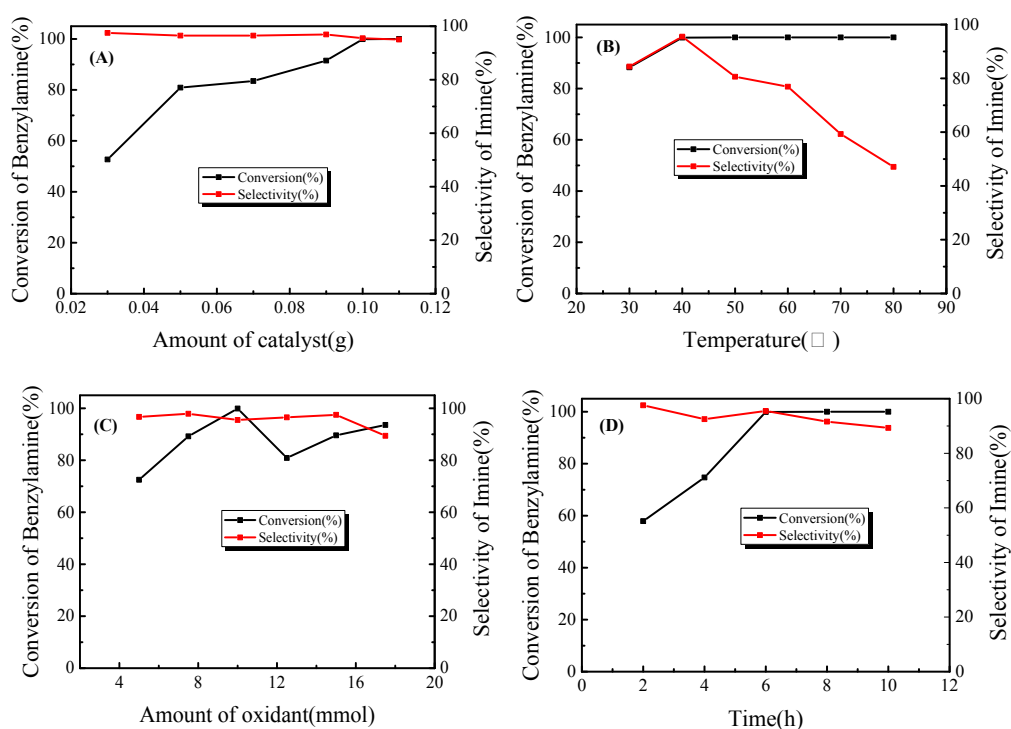 (A)
Conversion of Benzylamine(%)
Selectivity of Imine(%)
100
80
60
40
20
0
100
80
60
40
20
0
Conversion(%)
Selectivity(%)
0.02 0.04 0.06 0.08 0.10 0.12
Amount of catalyst(g)
(B)
Conversion of Benzylamine(%)
Selectivity of Imine(%)
100
80
60
40
20
0
100
80
60
40
20
0
Conversion(%)
Selectivity(%)
20 30 40 50 60 70 80 90
Temperature(□ )
(C)
Conversion of Benzylamine(%)
Selectivity of Imine(%)
100
80
60
40
20
0
100
80
60
40
20
0
Conversion(%)
Selectivity(%)
4 8 12 16 20
Amount of oxidant(mmol)
(D)
Conversion of Benzylamine(%)
Selectivity of Imine(%)
100
80
60
40
20
0
100
80
60
40
20
0
Conversion(%)
Selectivity(%)
0 2 4 6 8 10 12
Time(h)